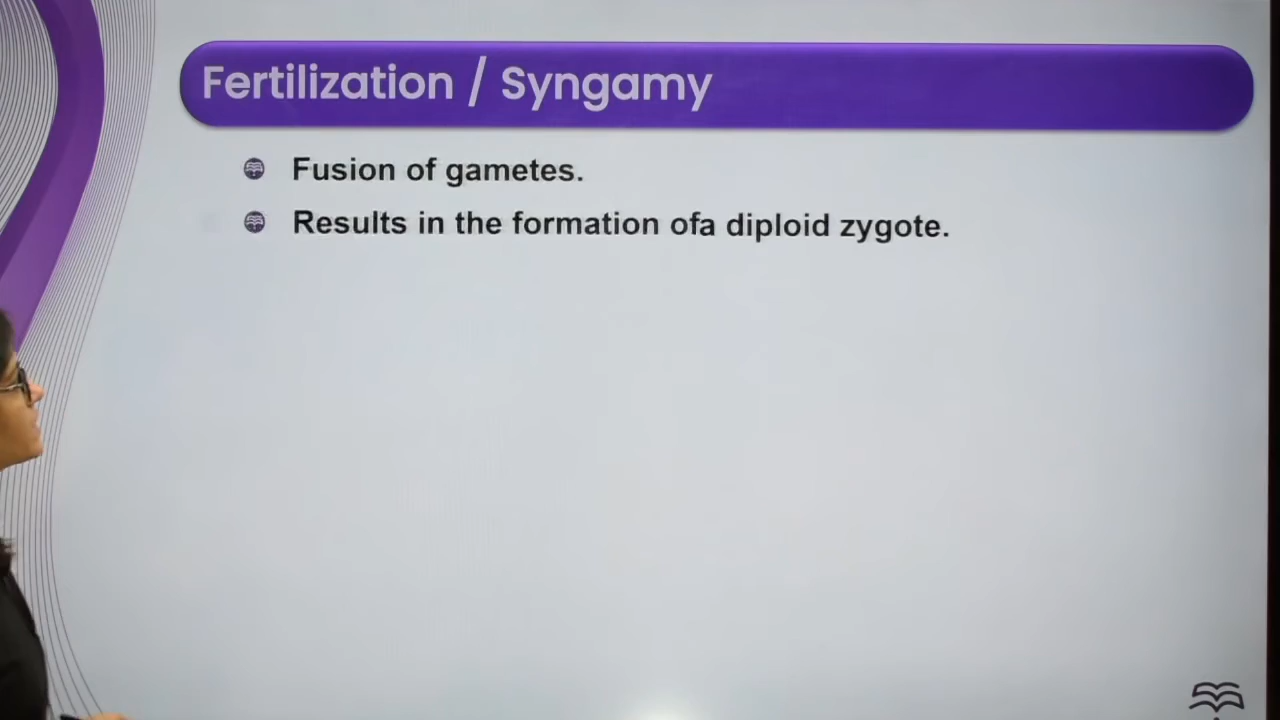 Fertilization / Syngamy
Fusion of gametes.
Results in the formation ofa diploid zygote.